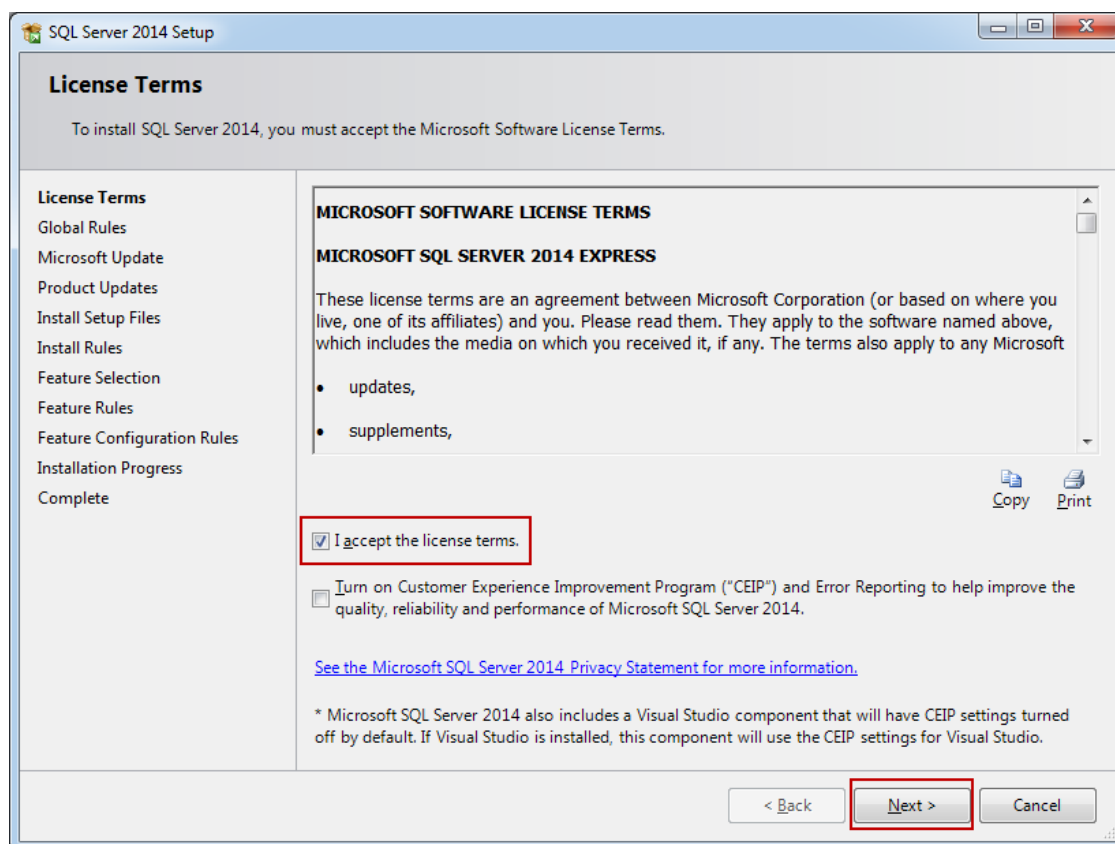 SQL Server 2014 Setup
License Terms
To install SQL Server 2014, you must accept the Microsoft Software License Terms.
License Terms
Global Rules
Microsoft Update
Product Updates
Install Setup Files
Install Rules
Feature Selection
Feature Rules
Feature Configuration Rules
Installation Progress
Complete
MICROSOFT SOFTWARE LICENSE TERMS
MICROSOFT SQL SERVER 2014 EXPRESS
These license terms are an agreement between Microsoft Corporation (or based on where you
live, one of its affiliates) and you. Please read them. They apply to the software named above,
which includes the media on which you received it, if any. The terms also apply to any Microsoft
• updates,
• supplements,
Copy Print
I accept the license terms.
Turn on Customer Experience Improvement Program ("CEIP") and Error Reporting to help improve the
quality, reliability and performance of Microsoft SQL Server 2014.
See the Microsoft SQL Server 2014 Privacy Statement for more information.
* Microsoft SQL Server 2014 also includes a Visual Studio component that will have CEIP settings turned
off by default. If Visual Studio is installed, this component will use the CEIP settings for Visual Studio.
< Back Next > Cancel